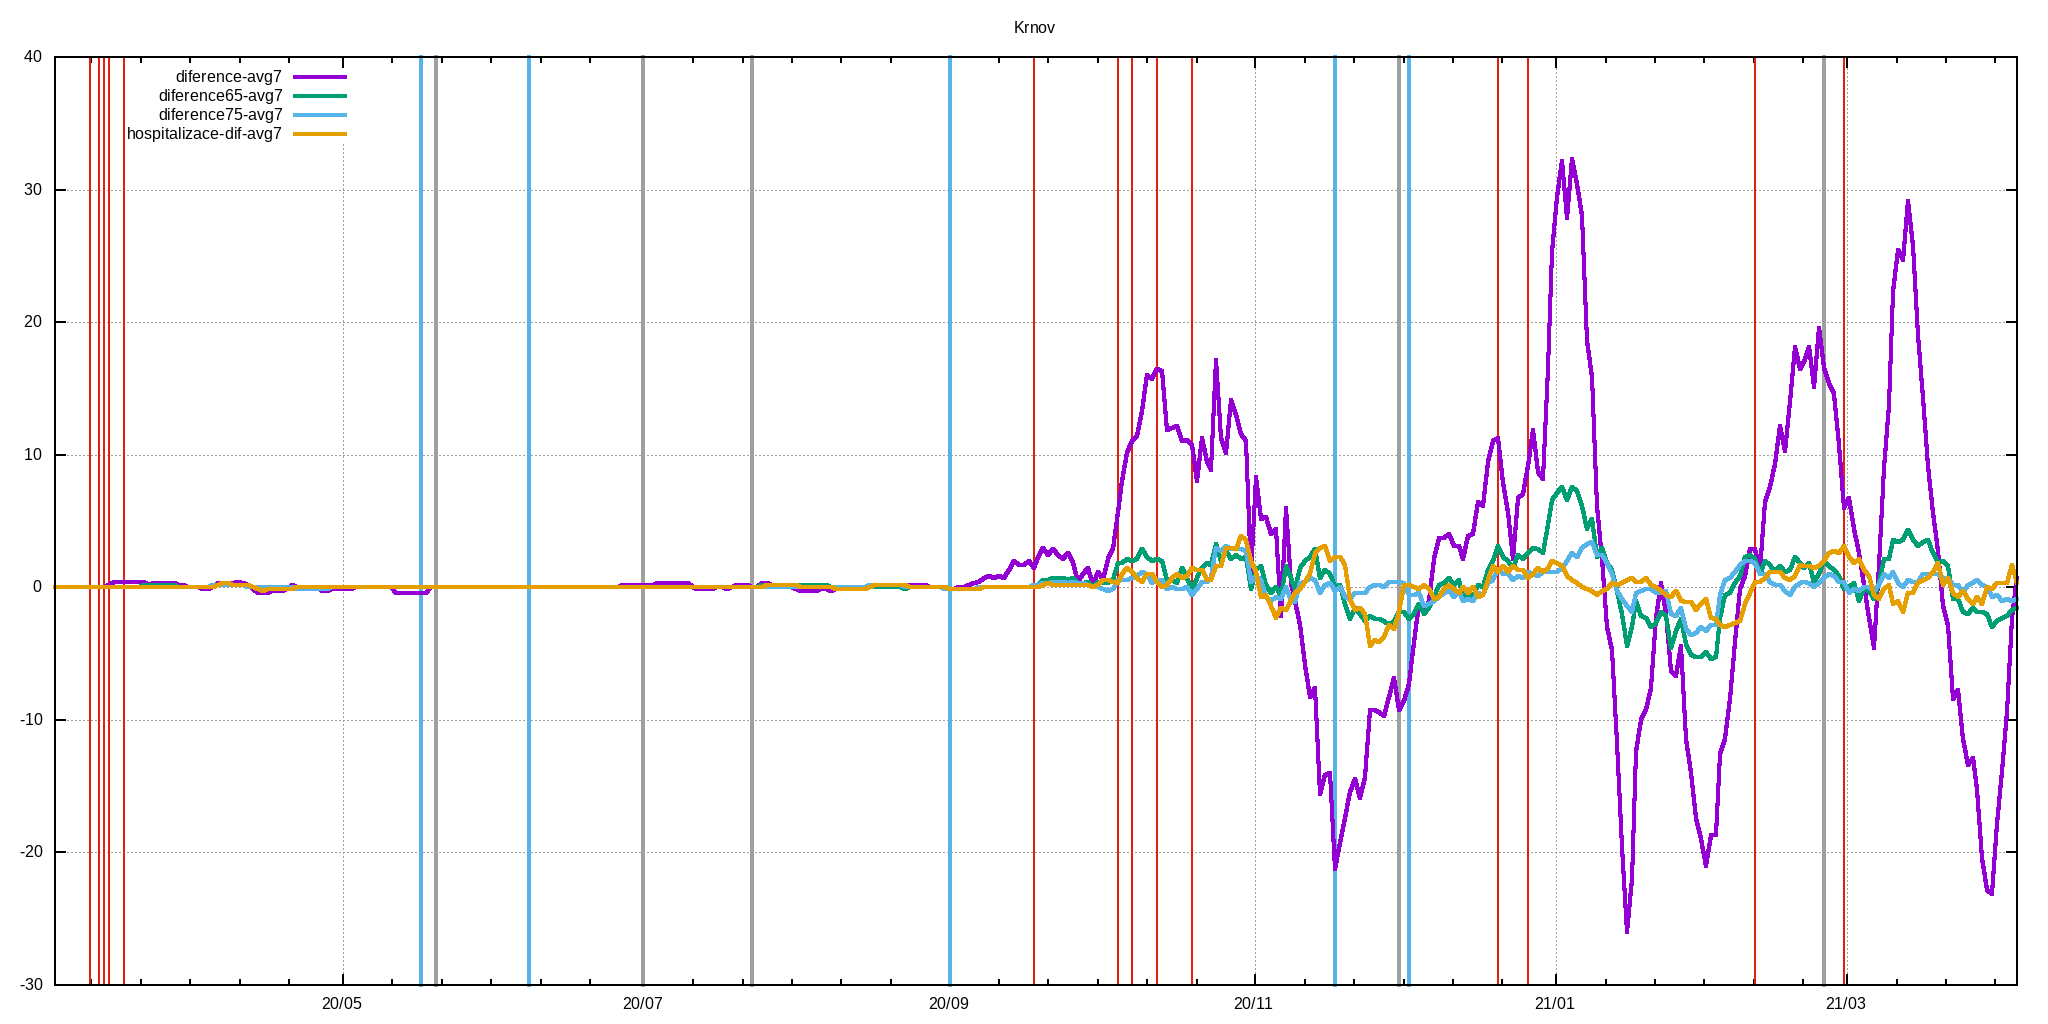 Krnov
40
30
20
10
0
-10
-20
-30
diference-avg7
diference65-avg7
diference75-avg7
hospitalizace-dif-avg7
20/05 20/07 20/09 20/11 21/01 21/03